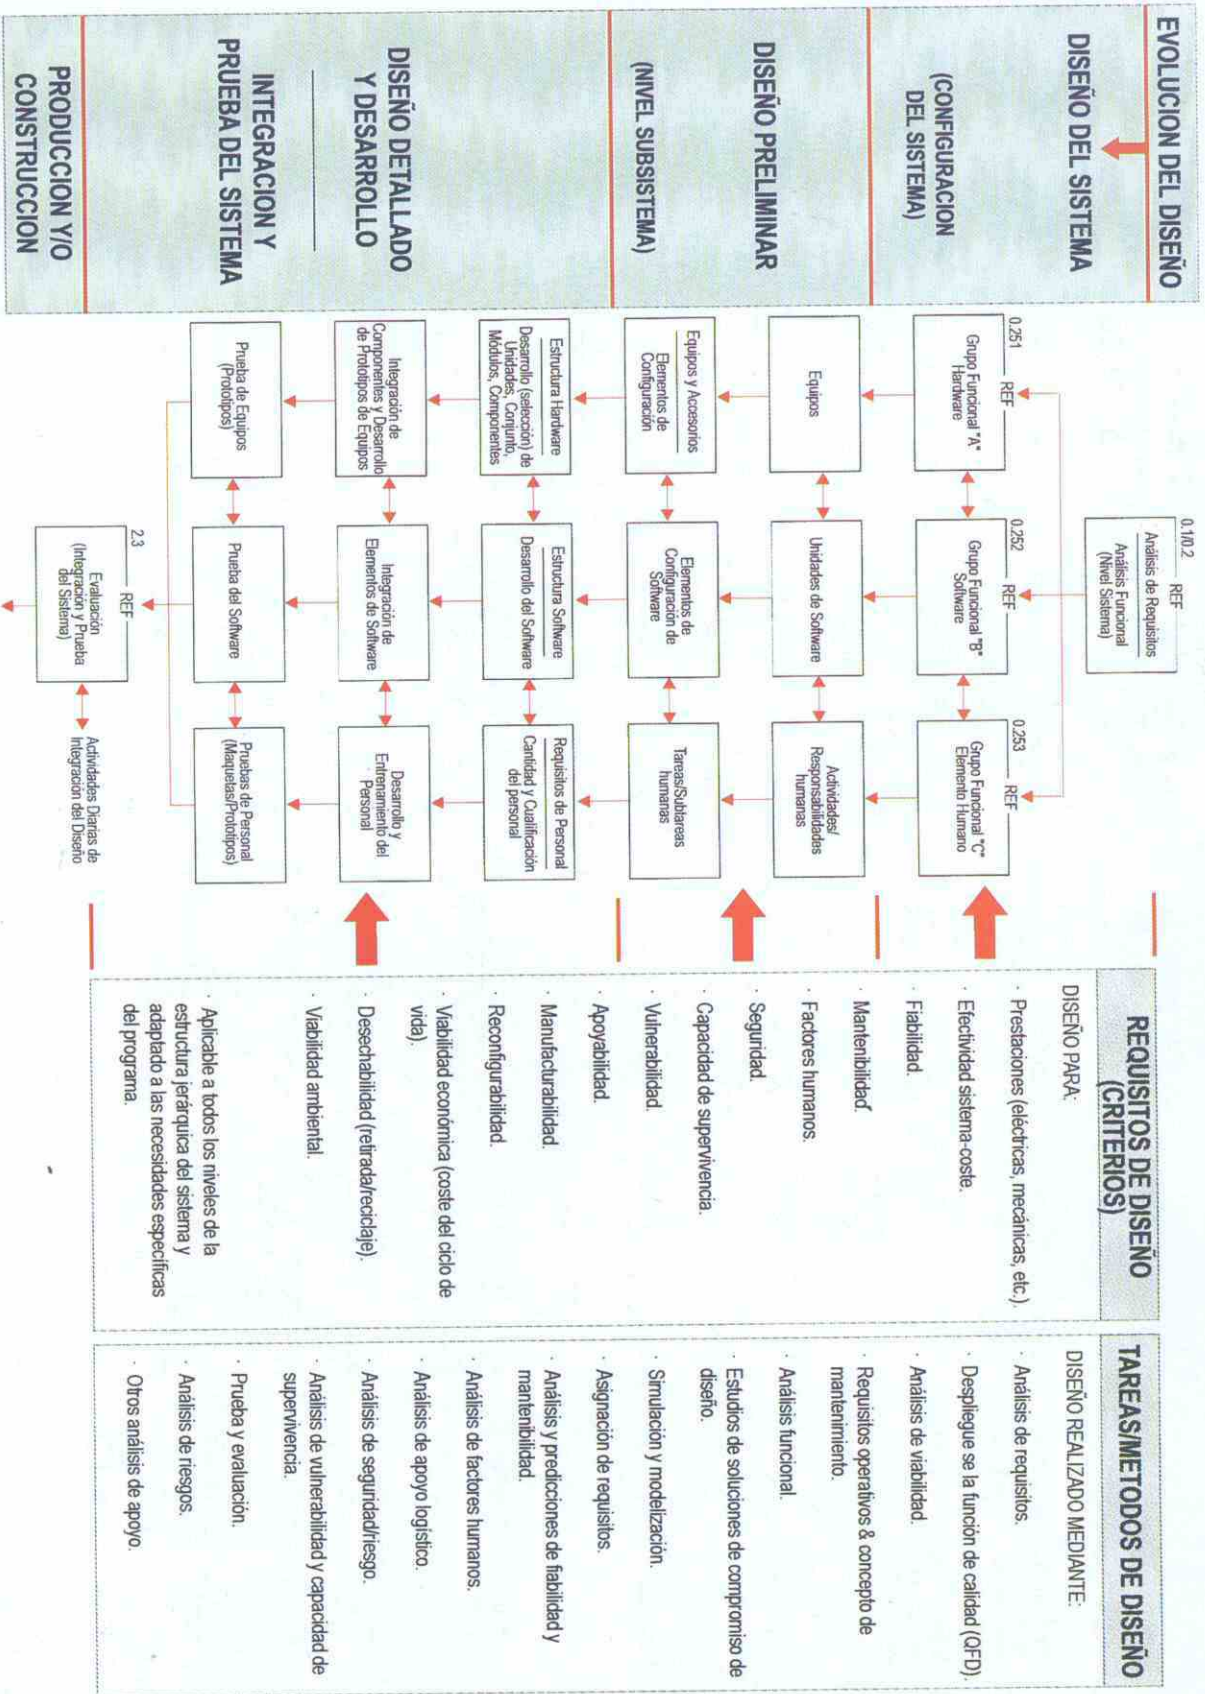 EVOLUCION DEL DISEÑO
DISEÑO DEL SISTEMA
(CONFIGURACION
DEL SISTEMA)
DISEÑO PRELIMINAR
(NIVEL SUBSISTEMA)
DISEÑO DETALLADO
Y DESARROLLO
INTEGRACION Y
PRUEBA DEL SISTEMA
PRODUCCION Y/O
CONSTRUCCION
0.1/0.2
REF
Análisis de Requisitos
Análisis Funcional
(Nivel Sistema)
0.251
REF
Grupo Funcional "A"
Hardware
0.252
REF
Grupo Funcional "B"
Software
0.253
REF
Grupo Funcional "C"
Elemento Humano
Equipos
Unidades de Software
Actividades/
Responsabilidades
humanas
Equipos y Accesorios
Elementos de
Configuración
Elementos de
Configuración de
Software
Tareas/Subtareas
humanas
Estructura Hardware
Desarrollo (selección) de
Unidades, Conjunto,
Módulos, Componentes
Estructura Software
Desarrollo del Software
Requisitos de Personal
Cantidad y Cualificación
del personal
Integración de
Componentes y Desarrollo
de Prototipos de Equipos
Integración de
Elementos de Software
Desarrollo y
Entrenamiento del
Personal
Prueba de Equipos
(Prototipos)
Prueba del Software
Pruebas de Personal
(Maquetas/Prototipos)
2.3
REF
Evaluación
(Integración y Prueba
del Sistema)
Actividades Diarias de
Integración del Diseño
REQUISITOS DE DISEÑO
(CRITERIOS)
DISEÑO PARA:
· Prestaciones (eléctricas, mecánicas, etc.).
· Efectividad sistema-coste.
· Fiabilidad.
· Mantenibilidad.
· Factores humanos.
· Seguridad.
· Capacidad de supervivencia.
· Vulnerabilidad.
· Apoyabilidad.
· Manufacturabilidad.
· Reconfigurabilidad.
· Viabilidad económica (coste del ciclo de
vida).
· Desechabilidad (retirada/reciclaje).
· Viabilidad ambiental.
· Aplicable a todos los niveles de la
estructura jerárquica del sistema y
adaptado a las necesidades específicas
del programa.
TAREAS/METODOS DE DISEÑO
DISEÑO REALIZADO MEDIANTE:
· Análisis de requisitos.
· Despliegue se la función de calidad (QFD).
· Análisis de viabilidad.
· Requisitos operativos & concepto de
mantenimiento.
· Análisis funcional.
· Estudios de soluciones de compromiso de
diseño.
· Simulación y modelización.
· Asignación de requisitos.
· Análisis y predicciones de fiabilidad y
mantenibilidad.
· Análisis de factores humanos.
· Análisis de apoyo logístico.
· Análisis de seguridad/riesgo.
· Análisis de vulnerabilidad y capacidad de
supervivencia.
· Prueba y evaluación.
· Análisis de riesgos.
· Otros análisis de apoyo.